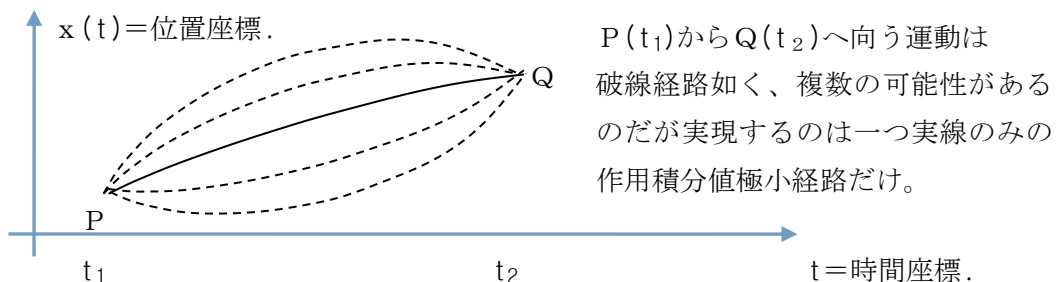 x(t)=位置座標.
P(t₁)からQ(t₂)へ向う運動は
破線経路如く、複数の可能性がある
のだが実現するのは一つ実線のみの
作用積分値極小経路だけ。
Q
P
t₁
t₂
t=時間座標.